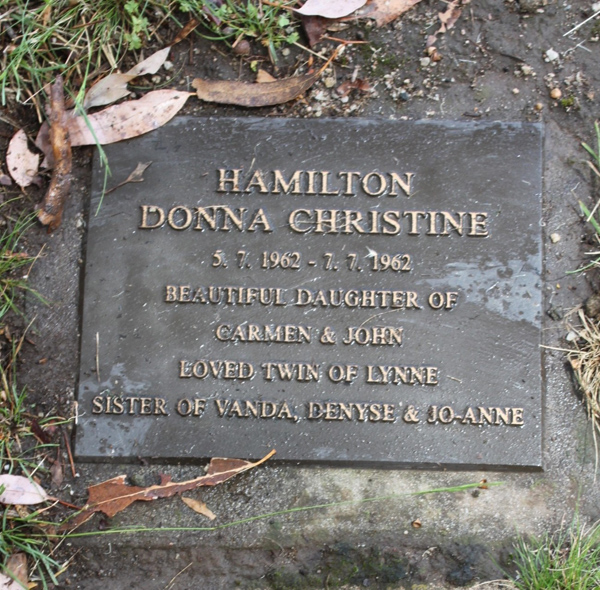 HAMILTON
DONNA CHRISTINE
5. 7. 1962 - 7. 7. 1962
BEAUTIFUL DAUGHTER OF
CARMEN & JOHN
LOVED TWIN OF LYNNE
SISTER OF VANDA, DENYSE & JO-ANNE